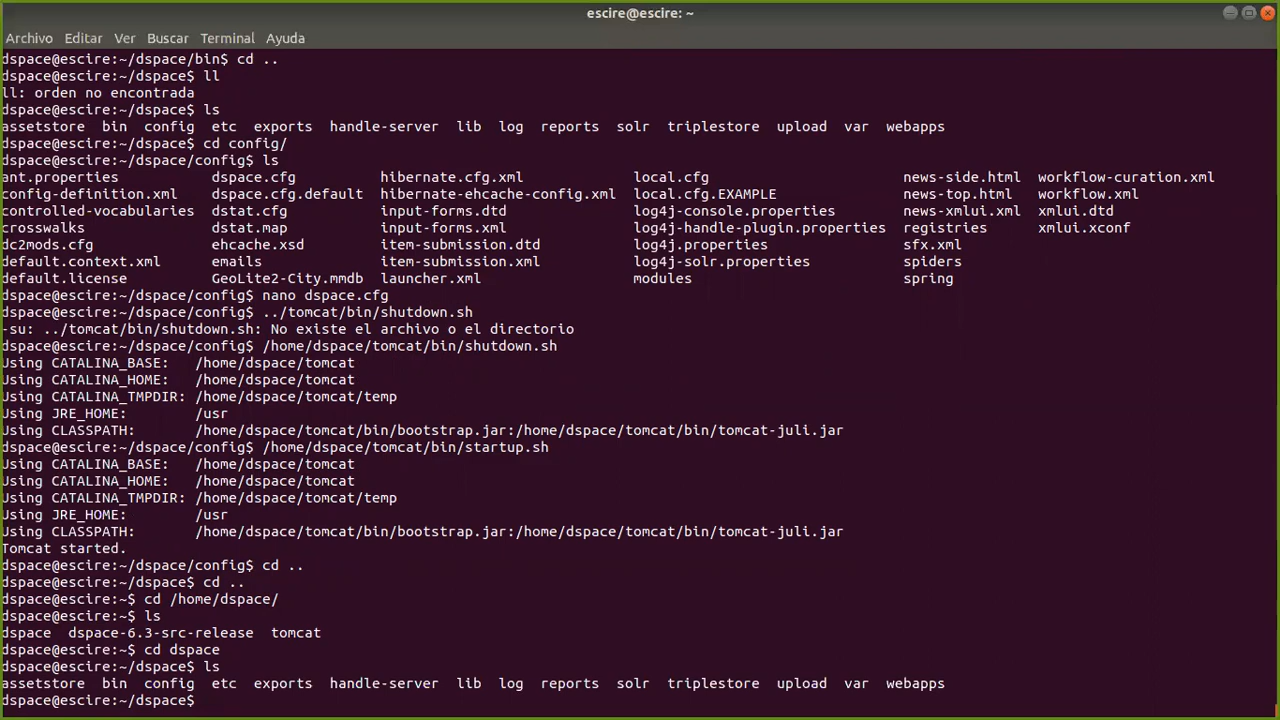 escire@escire: ~
Archivo Editar Ver Buscar Terminal Ayuda
dspace@escire:~/dspace/bin$ cd ..
dspace@escire:~/dspace$ ll
ll: orden no encontrada
dspace@escire:~/dspace$ ls
assetstore bin config etc exports handle-server lib log reports solr triplestore upload var webapps
dspace@escire:~/dspace$ cd config/
dspace@escire:~/dspace/config$ ls
ant.properties dspace.cfg hibernate.cfg.xml local.cfg news-side.html workflow-curation.xml
config-definition.xml dspace.cfg.default hibernate-ehcache-config.xml local.cfg.EXAMPLE news-top.html workflow.xml
controlled-vocabularies dstat.cfg input-forms.dtd log4j-console.properties news-xmlui.xml xmlui.dtd
crosswalks dstat.map input-forms.xml log4j-handle-plugin.properties registries xmlui.xconf
dc2mods.cfg ehcache.xsd item-submission.dtd log4j.properties sfx.xml
default.context.xml emails item-submission.xml log4j-solr.properties spiders
default.license GeoLite2-City.mmdb launcher.xml modules spring
dspace@escire:~/dspace/config$ nano dspace.cfg
dspace@escire:~/dspace/config$ ../tomcat/bin/shutdown.sh
-su: ../tomcat/bin/shutdown.sh: No existe el archivo o el directorio
dspace@escire:~/dspace/config$ /home/dspace/tomcat/bin/shutdown.sh
Using CATALINA_BASE: /home/dspace/tomcat
Using CATALINA_HOME: /home/dspace/tomcat
Using CATALINA_TMPDIR: /home/dspace/tomcat/temp
Using JRE_HOME: /usr
Using CLASSPATH: /home/dspace/tomcat/bin/bootstrap.jar:/home/dspace/tomcat/bin/tomcat-juli.jar
dspace@escire:~/dspace/config$ /home/dspace/tomcat/bin/startup.sh
Using CATALINA_BASE: /home/dspace/tomcat
Using CATALINA_HOME: /home/dspace/tomcat
Using CATALINA_TMPDIR: /home/dspace/tomcat/temp
Using JRE_HOME: /usr
Using CLASSPATH: /home/dspace/tomcat/bin/bootstrap.jar:/home/dspace/tomcat/bin/tomcat-juli.jar
Tomcat started.
dspace@escire:~/dspace/config$ cd ..
dspace@escire:~/dspace$ cd ..
dspace@escire:~$ cd /home/dspace/
dspace@escire:~$ ls
dspace dspace-6.3-src-release tomcat
dspace@escire:~$ cd dspace
dspace@escire:~/dspace$ ls
assetstore bin config etc exports handle-server lib log reports solr triplestore upload var webapps
dspace@escire:~/dspace$